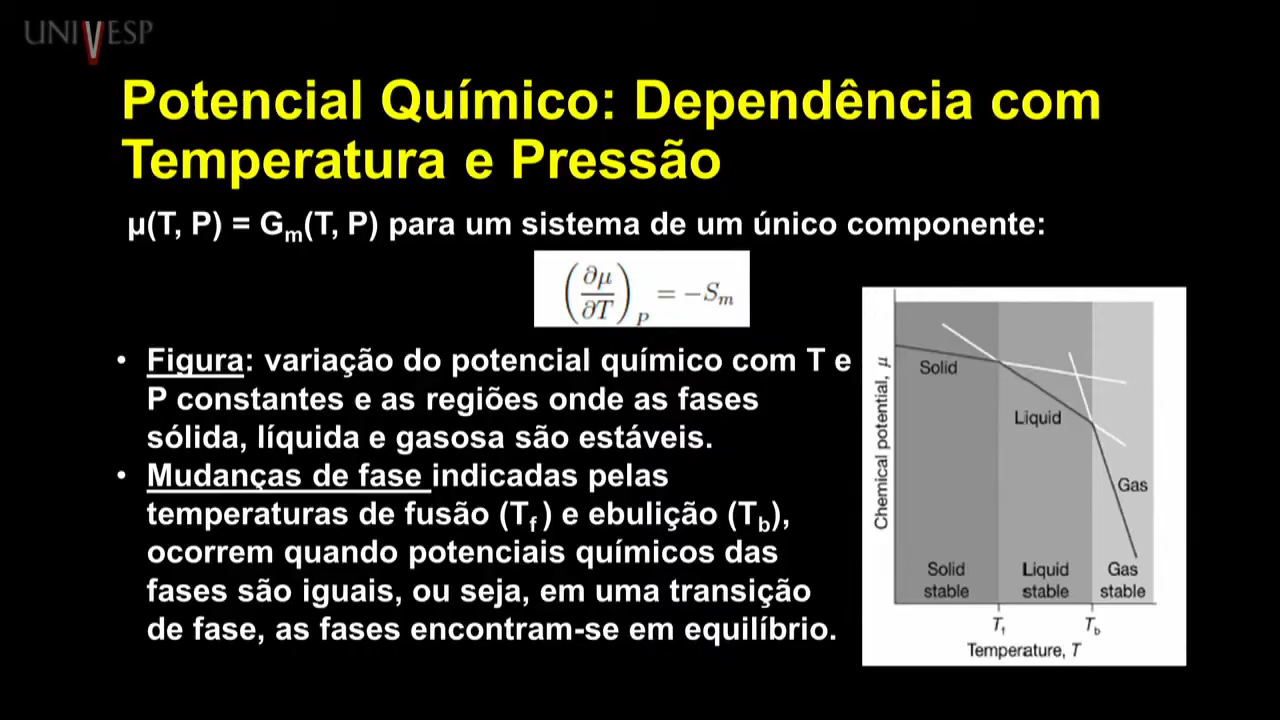 UNIVESP
Potencial Químico: Dependência com
Temperatura e Pressão
μ(T, P) = Gm(T, P) para um sistema de um único componente:
(∂μ/∂T)P = −Sm
• Figura: variação do potencial químico com T e
P constantes e as regiões onde as fases
sólida, líquida e gasosa são estáveis.
• Mudanças de fase indicadas pelas
temperaturas de fusão (Tf ) e ebulição (Tb),
ocorrem quando potenciais químicos das
fases são iguais, ou seja, em uma transição
de fase, as fases encontram-se em equilíbrio.
Chemical potential, μ
Solid
Liquid
Gas
Solid
stable
Liquid
stable
Gas
stable
Tf
Tb
Temperature, T